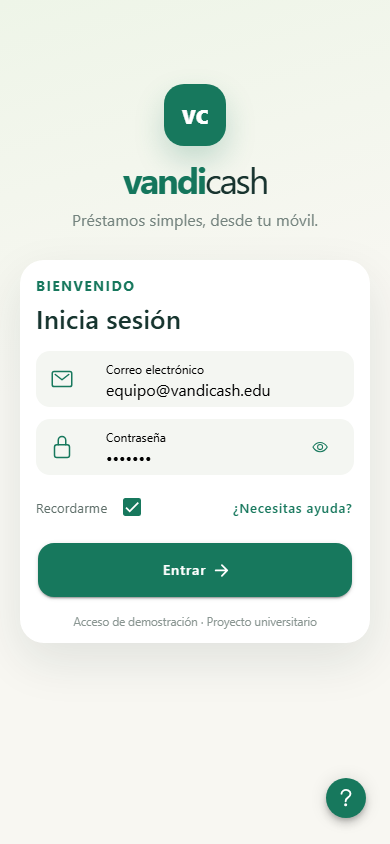 vc
vandicash
Préstamos simples, desde tu móvil.
BIENVENIDO
Inicia sesión
Correo electrónico
equipo@vandicash.edu
Contraseña
•••••••
Recordarme
¿Necesitas ayuda?
Entrar →
Acceso de demostración · Proyecto universitario
?